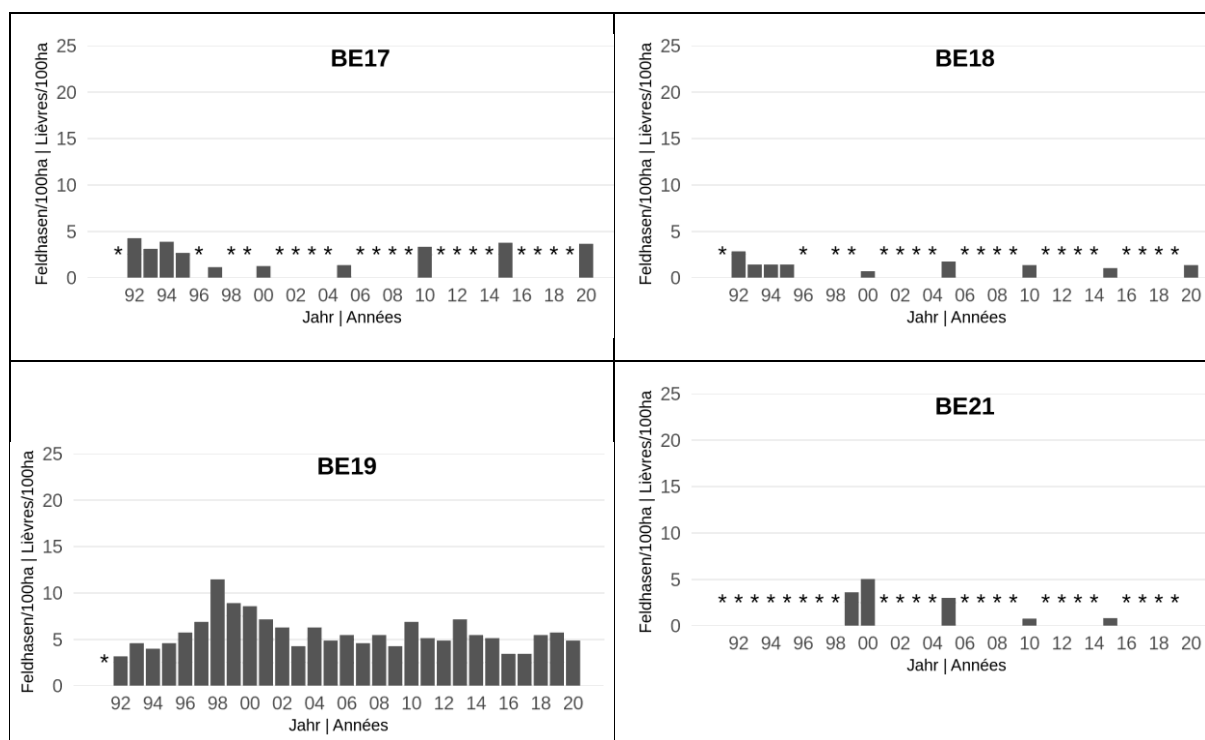 BE17
Feldhasen/100ha | Lièvres/100ha
25
20
15
10
5
0
* * * * * * * * * * * * * * * * * * * *
92 94 96 98 00 02 04 06 08 10 12 14 16 18 20
Jahr | Années
BE18
Feldhasen/100ha | Lièvres/100ha
25
20
15
10
5
0
* * * * * * * * * * * * * * * * * * * *
92 94 96 98 00 02 04 06 08 10 12 14 16 18 20
Jahr | Années
BE19
Feldhasen/100ha | Lièvres/100ha
25
20
15
10
5
0
*
92 94 96 98 00 02 04 06 08 10 12 14 16 18 20
Jahr | Années
BE21
Feldhasen/100ha | Lièvres/100ha
25
20
15
10
5
0
* * * * * * * * * * * * * * * * * * * * * * * *
92 94 96 98 00 02 04 06 08 10 12 14 16 18 20
Jahr | Années